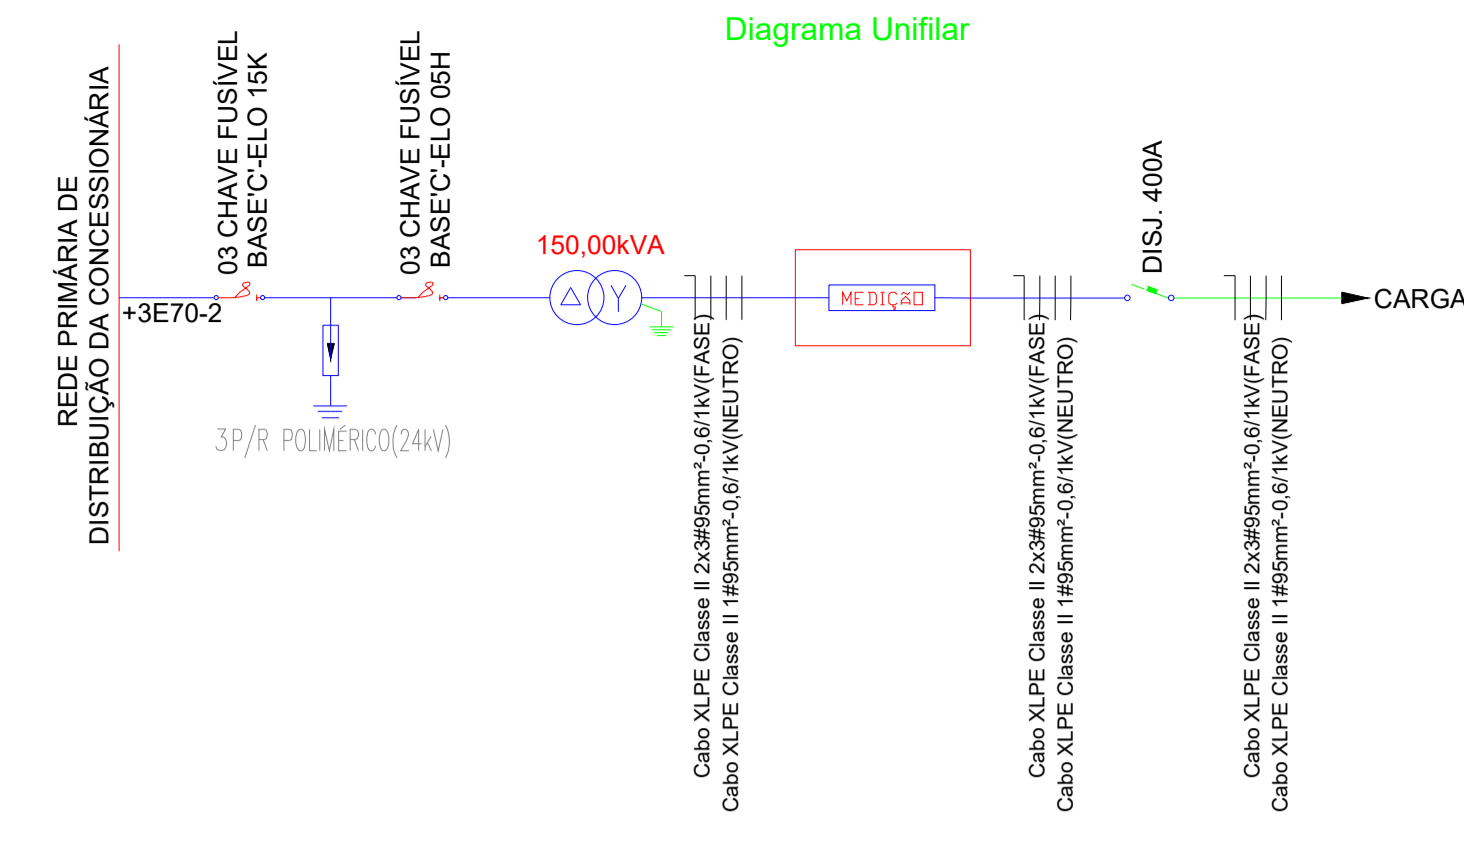 Diagrama Unifilar
REDE PRIMÁRIA DE
DISTRIBUIÇÃO DA CONCESSIONÁRIA
+3E70-2
03 CHAVE FUSÍVEL
BASE'C'-ELO 15K
3P/R POLIMÉRICO(24kV)
03 CHAVE FUSÍVEL
BASE'C'-ELO 05H
150,00kVA
Cabo XLPE Classe II 2x3#95mm²-0,6/1kV(FASE)
Cabo XLPE Classe II 1#95mm²-0,6/1kV(NEUTRO)
MEDIÇÃO
Cabo XLPE Classe II 2x3#95mm²-0,6/1kV(FASE)
Cabo XLPE Classe II 1#95mm²-0,6/1kV(NEUTRO)
DISJ. 400A
Cabo XLPE Classe II 2x3#95mm²-0,6/1kV(FASE)
Cabo XLPE Classe II 1#95mm²-0,6/1kV(NEUTRO)
CARGA